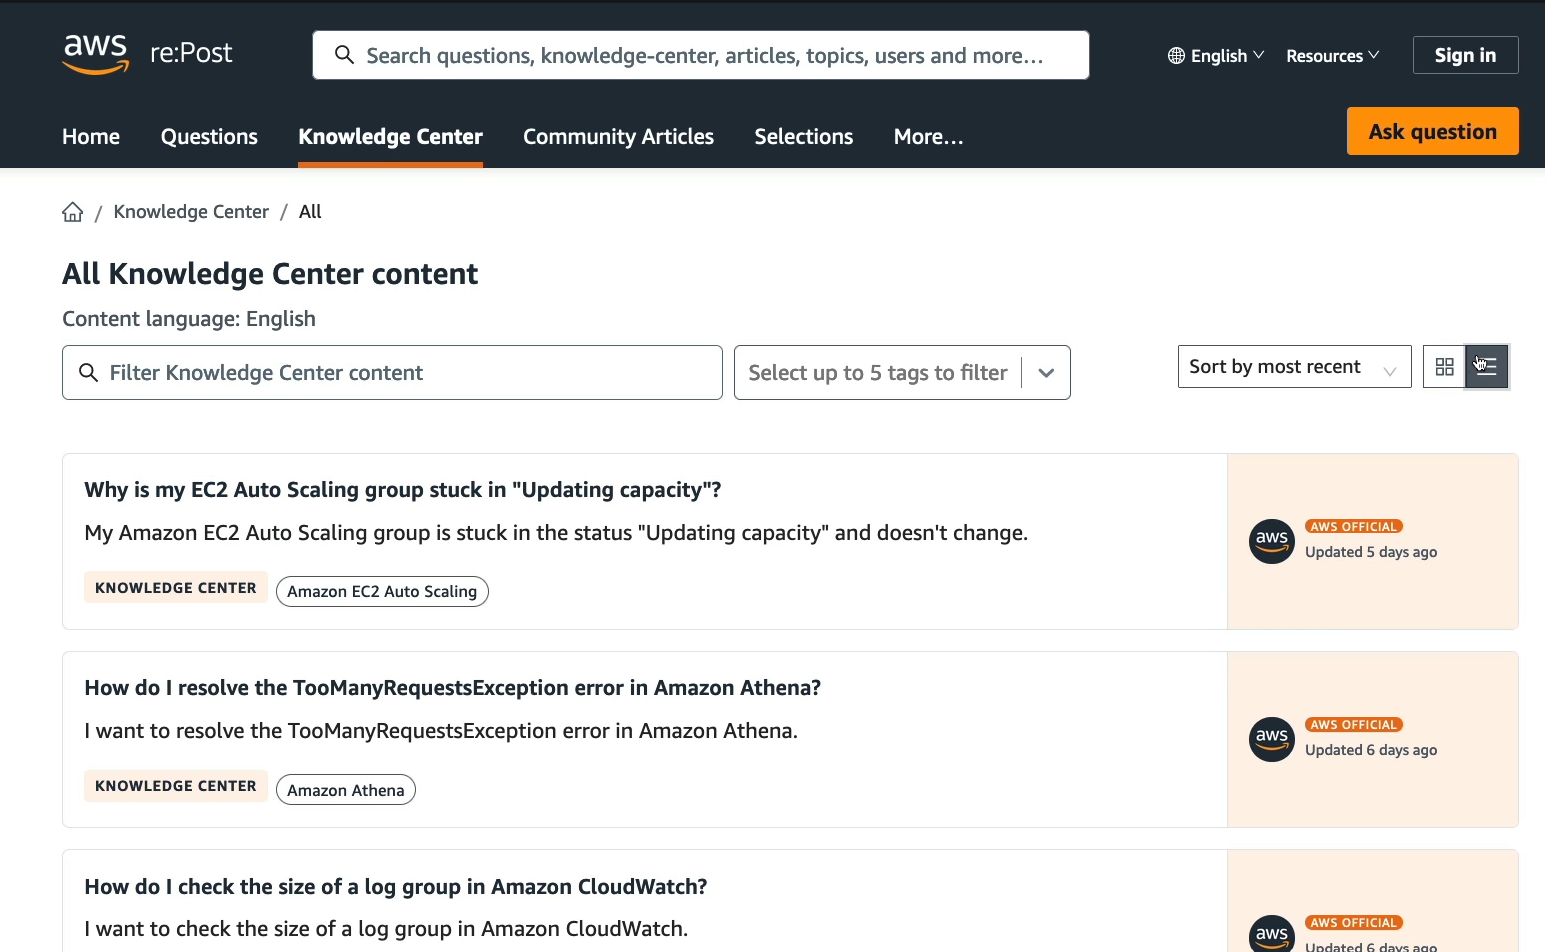 aws re:Post
Search questions, knowledge-center, articles, topics, users and more...
English Resources Sign in
Home Questions Knowledge Center Community Articles Selections More... Ask question
/ Knowledge Center / All
All Knowledge Center content
Content language: English
Filter Knowledge Center content Select up to 5 tags to filter Sort by most recent
Why is my EC2 Auto Scaling group stuck in "Updating capacity"?
My Amazon EC2 Auto Scaling group is stuck in the status "Updating capacity" and doesn't change.
KNOWLEDGE CENTER Amazon EC2 Auto Scaling
aws AWS OFFICIAL
Updated 5 days ago
How do I resolve the TooManyRequestsException error in Amazon Athena?
I want to resolve the TooManyRequestsException error in Amazon Athena.
KNOWLEDGE CENTER Amazon Athena
aws AWS OFFICIAL
Updated 6 days ago
How do I check the size of a log group in Amazon CloudWatch?
I want to check the size of a log group in Amazon CloudWatch.
aws AWS OFFICIAL
Updated 6 days ago